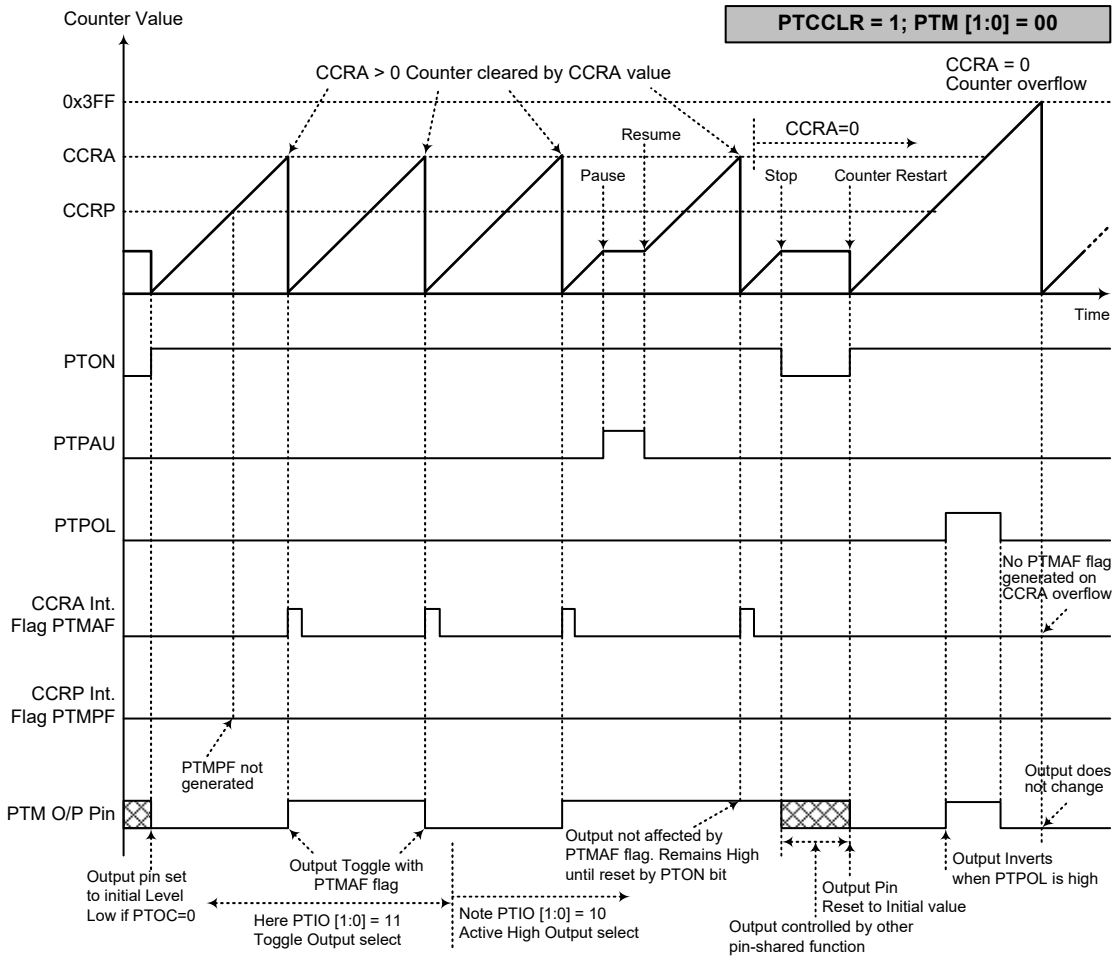 Counter Value
PTCCLR = 1; PTM [1:0] = 00
CCRA > 0 Counter cleared by CCRA value
CCRA = 0
Counter overflow
0x3FF
CCRA
CCRP
Resume
CCRA=0
Pause
Stop
Counter Restart
Time
PTON
PTPAU
PTPOL
No PTMAF flag
generated on
CCRA overflow
CCRA Int.
Flag PTMAF
CCRP Int.
Flag PTMPF
PTMPF not
generated
Output does
not change
PTM O/P Pin
Output pin set
to initial Level
Low if PTOC=0
Output Toggle with
PTMAF flag
Here PTIO [1:0] = 11
Toggle Output select
Note PTIO [1:0] = 10
Active High Output select
Output not affected by
PTMAF flag. Remains High
until reset by PTON bit
Output Pin
Reset to Initial value
Output controlled by other
pin-shared function
Output Inverts
when PTPOL is high